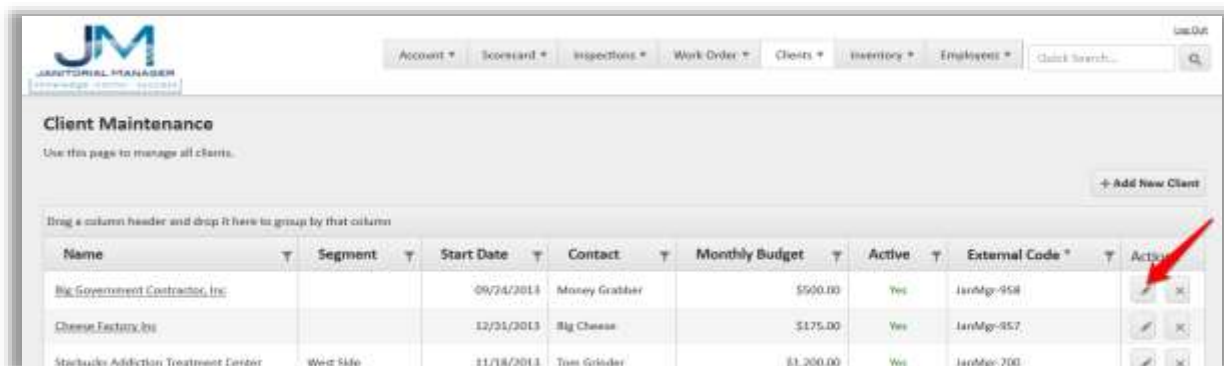 Log Out
JM
JANITORIAL MANAGER
Account Scorecard Inspections Work Order Clients Inventory Employees Quick Search...
Client Maintenance
Use this page to manage all clients.
+ Add New Client
Drag a column header and drop it here to group by that column
Name Segment Start Date Contact Monthly Budget Active External Code *
Big Government Contractor, Inc 09/24/2013 Money Grabber $500.00 Yes JanMgr-958
Cheese Factory, Inc 12/31/2013 Big Cheese $175.00 Yes JanMgr-957
Starbucks Addiction Treatment Center West Side 11/18/2013 Tom Grinder $1,200.00 Yes JanMgr-700